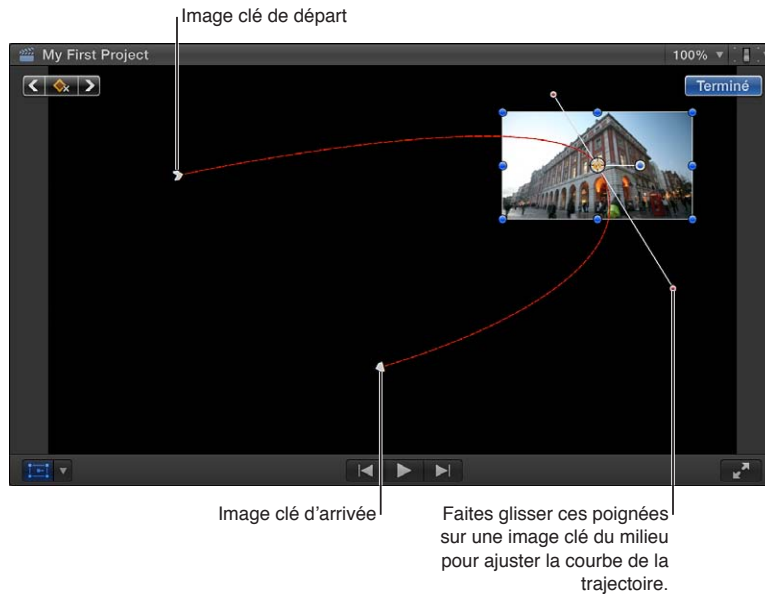 Image clé de départ
My First Project
100%
Terminé
Image clé d’arrivée
Faites glisser ces poignées
sur une image clé du milieu
pour ajuster la courbe de la
trajectoire.